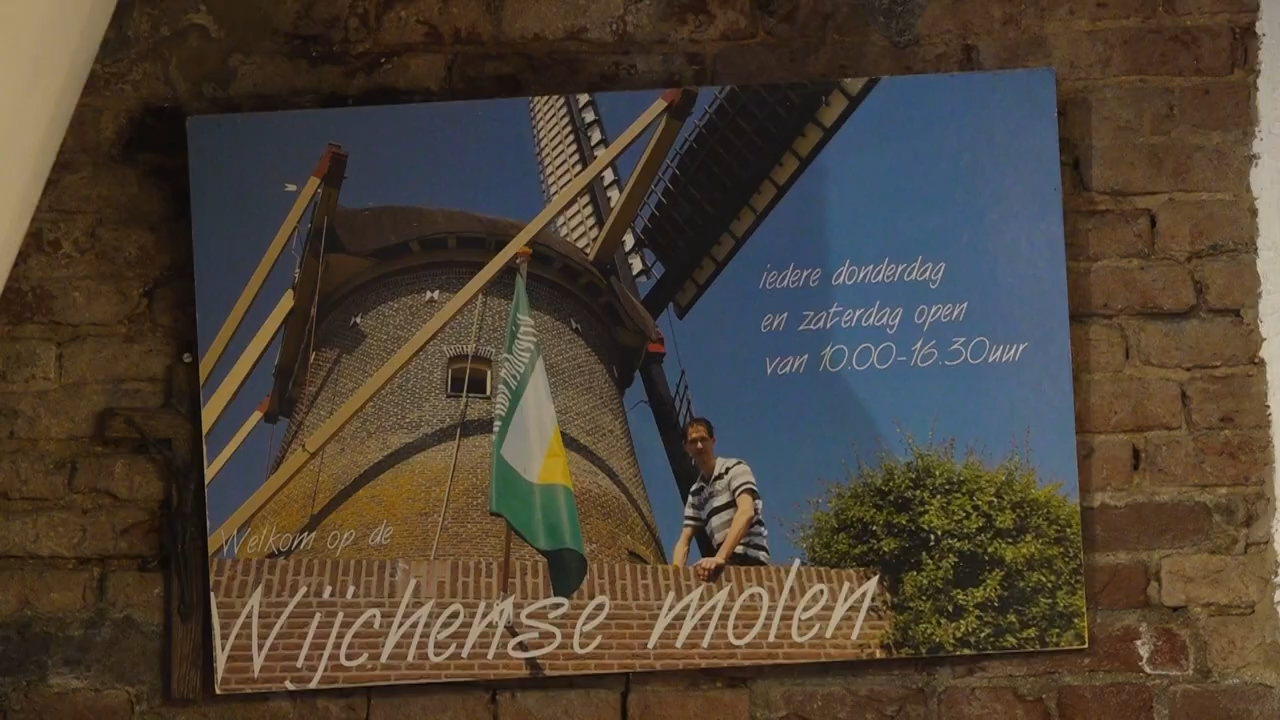 iedere donderdag
en zaterdag open
van 10.00-16.30uur
Welkom op de
Wijchense molen